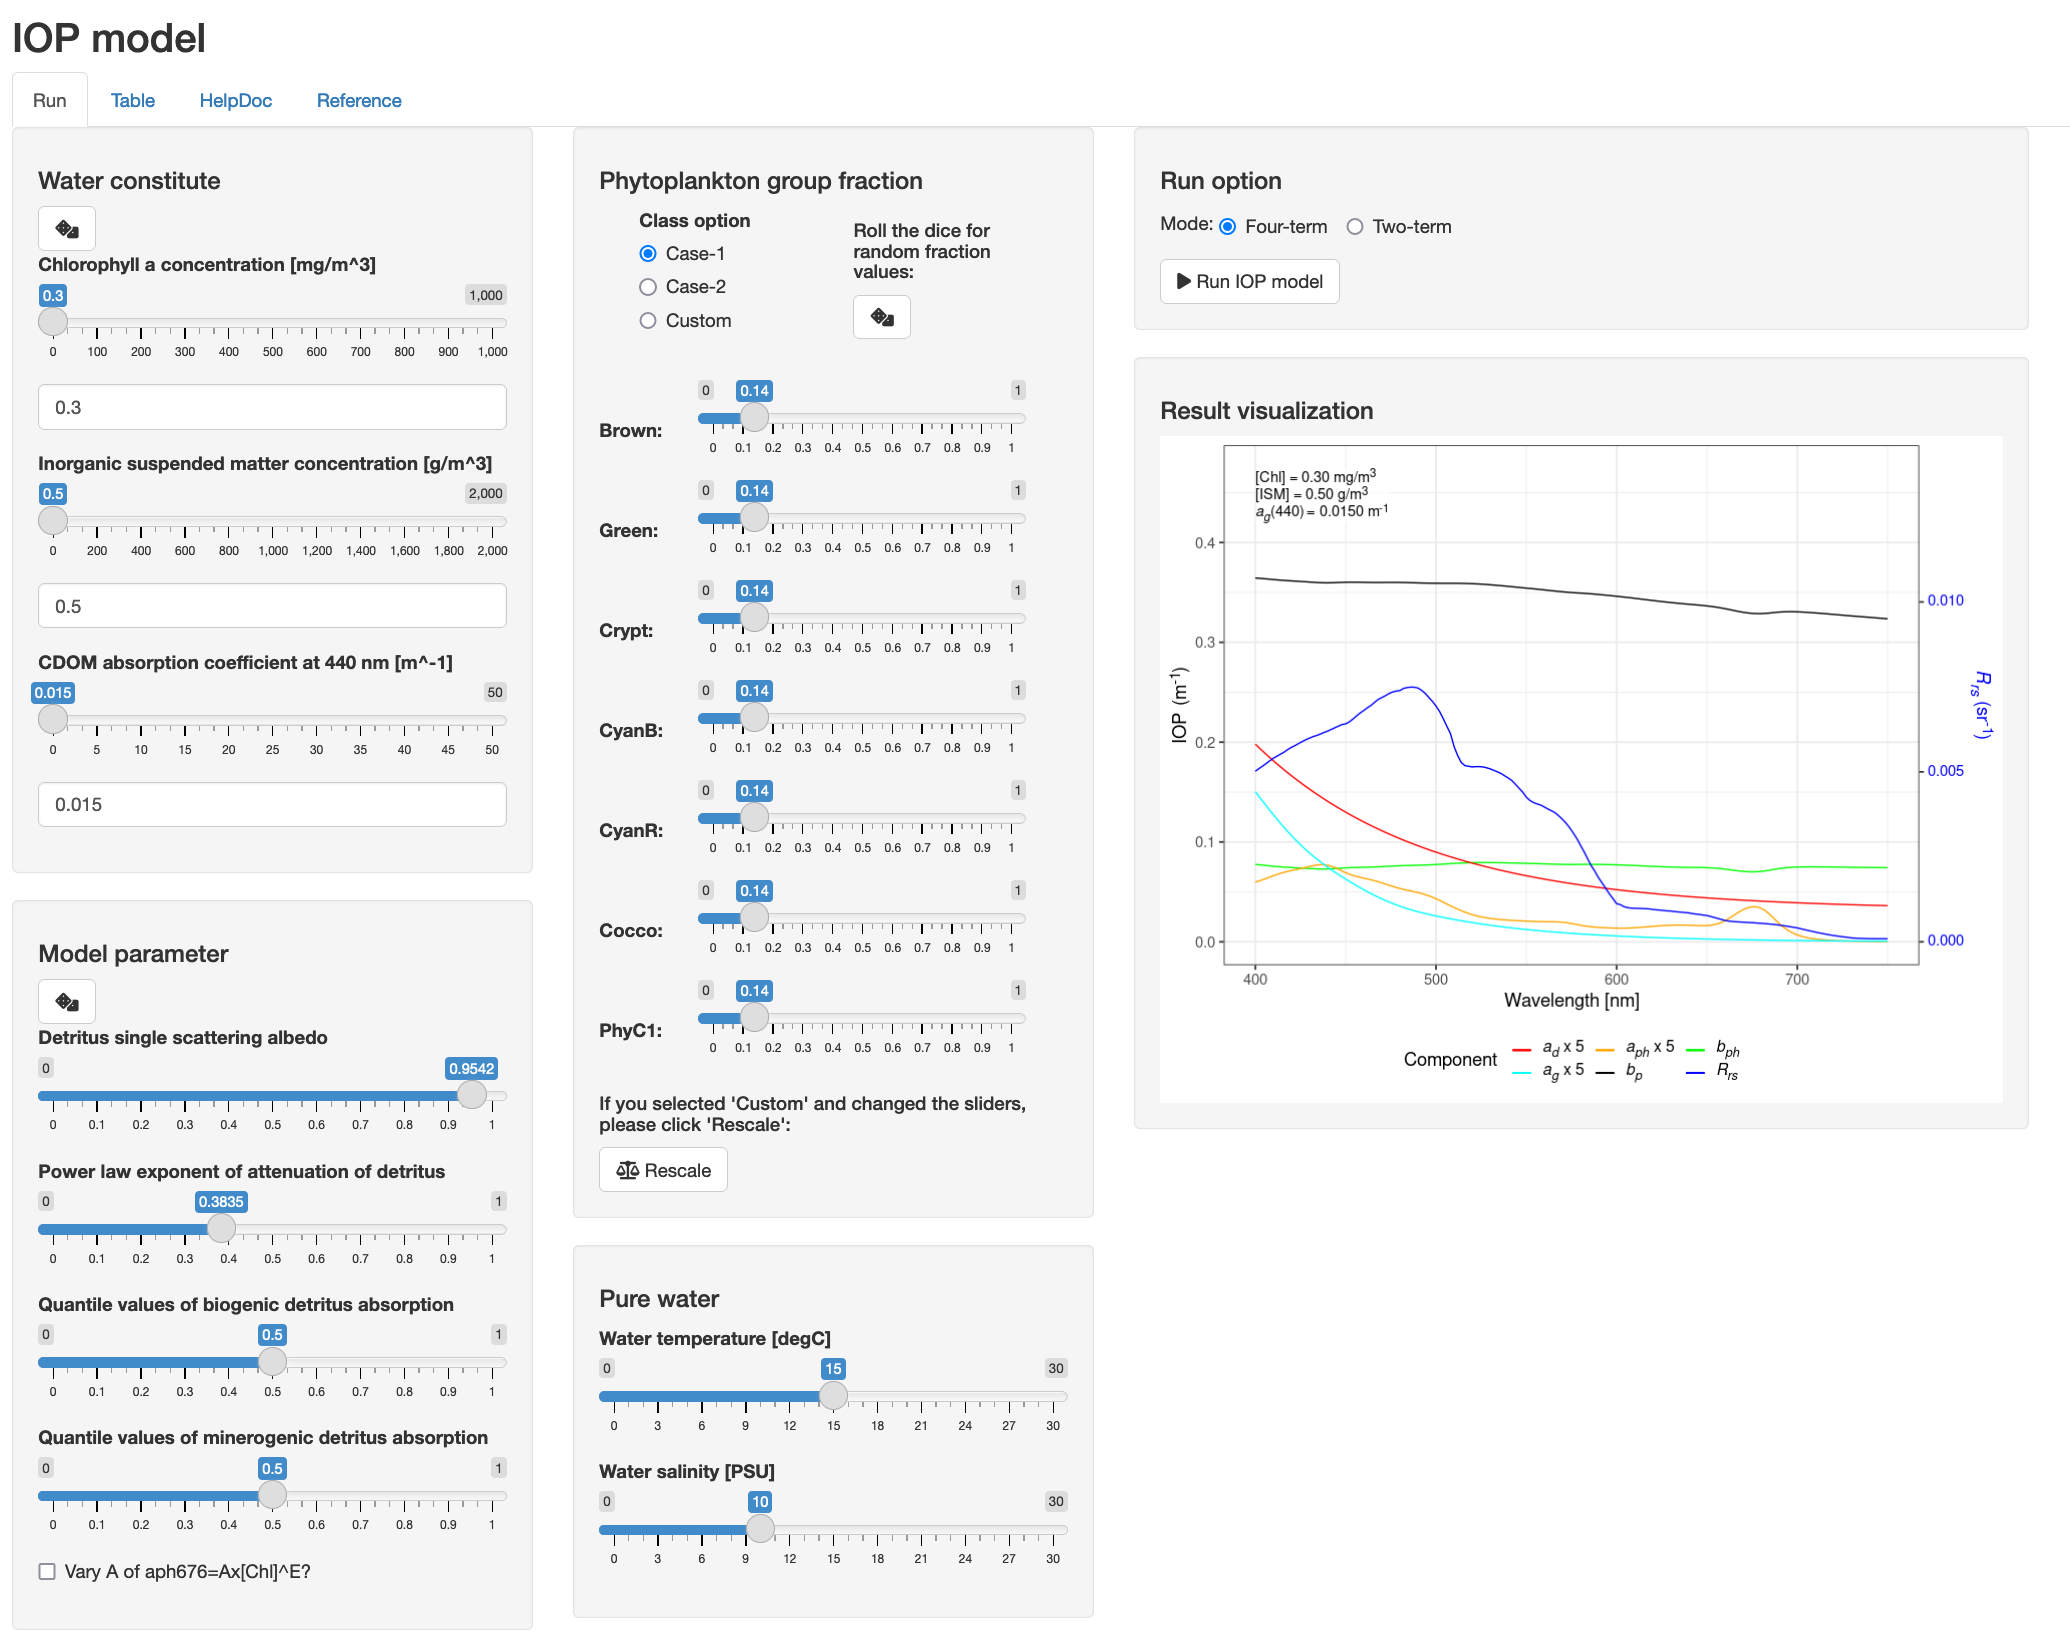 IOP model
Run Table HelpDoc Reference
Water constitute
Chlorophyll a concentration [mg/m^3]
0.3 1,000
0 100 200 300 400 500 600 700 800 900 1,000
0.3
Inorganic suspended matter concentration [g/m^3]
0.5 2,000
0 200 400 600 800 1,000 1,200 1,400 1,600 1,800 2,000
0.5
CDOM absorption coefficient at 440 nm [m^-1]
0.015 50
0 5 10 15 20 25 30 35 40 45 50
0.015
Model parameter
Detritus single scattering albedo
0 0.9542
0 0.1 0.2 0.3 0.4 0.5 0.6 0.7 0.8 0.9 1
Power law exponent of attenuation of detritus
0 0.3835 1
0 0.1 0.2 0.3 0.4 0.5 0.6 0.7 0.8 0.9 1
Quantile values of biogenic detritus absorption
0 0.5 1
0 0.1 0.2 0.3 0.4 0.5 0.6 0.7 0.8 0.9 1
Quantile values of minerogenic detritus absorption
0 0.5 1
0 0.1 0.2 0.3 0.4 0.5 0.6 0.7 0.8 0.9 1
Vary A of aph676=Ax[Chl]^E?
Phytoplankton group fraction
Class option
Case-1
Case-2
Custom
Roll the dice for
random fraction
values:
0 0.14 1
Brown:
0 0.1 0.2 0.3 0.4 0.5 0.6 0.7 0.8 0.9 1
0 0.14 1
Green:
0 0.1 0.2 0.3 0.4 0.5 0.6 0.7 0.8 0.9 1
0 0.14 1
Crypt:
0 0.1 0.2 0.3 0.4 0.5 0.6 0.7 0.8 0.9 1
0 0.14 1
CyanB:
0 0.1 0.2 0.3 0.4 0.5 0.6 0.7 0.8 0.9 1
0 0.14 1
CyanR:
0 0.1 0.2 0.3 0.4 0.5 0.6 0.7 0.8 0.9 1
0 0.14 1
Cocco:
0 0.1 0.2 0.3 0.4 0.5 0.6 0.7 0.8 0.9 1
0 0.14 1
PhyC1:
0 0.1 0.2 0.3 0.4 0.5 0.6 0.7 0.8 0.9 1
If you selected 'Custom' and changed the sliders,
please click 'Rescale':
Rescale
Pure water
Water temperature [degC]
0 15 30
0 3 6 9 12 15 18 21 24 27 30
Water salinity [PSU]
0 10 30
0 3 6 9 12 15 18 21 24 27 30
Run option
Mode: Four-term Two-term
Run IOP model
Result visualization
[Chl] = 0.30 mg/m³
[ISM] = 0.50 g/m³
a_g(440) = 0.0150 m⁻¹
IOP (m⁻¹)
0.4
0.3
0.2
0.1
0.0
R_rs (sr⁻¹)
0.010
0.005
0.000
400 500 600 700
Wavelength [nm]
Component
a_d x 5 a_ph x 5 b_ph
a_g x 5 b_p R_rs